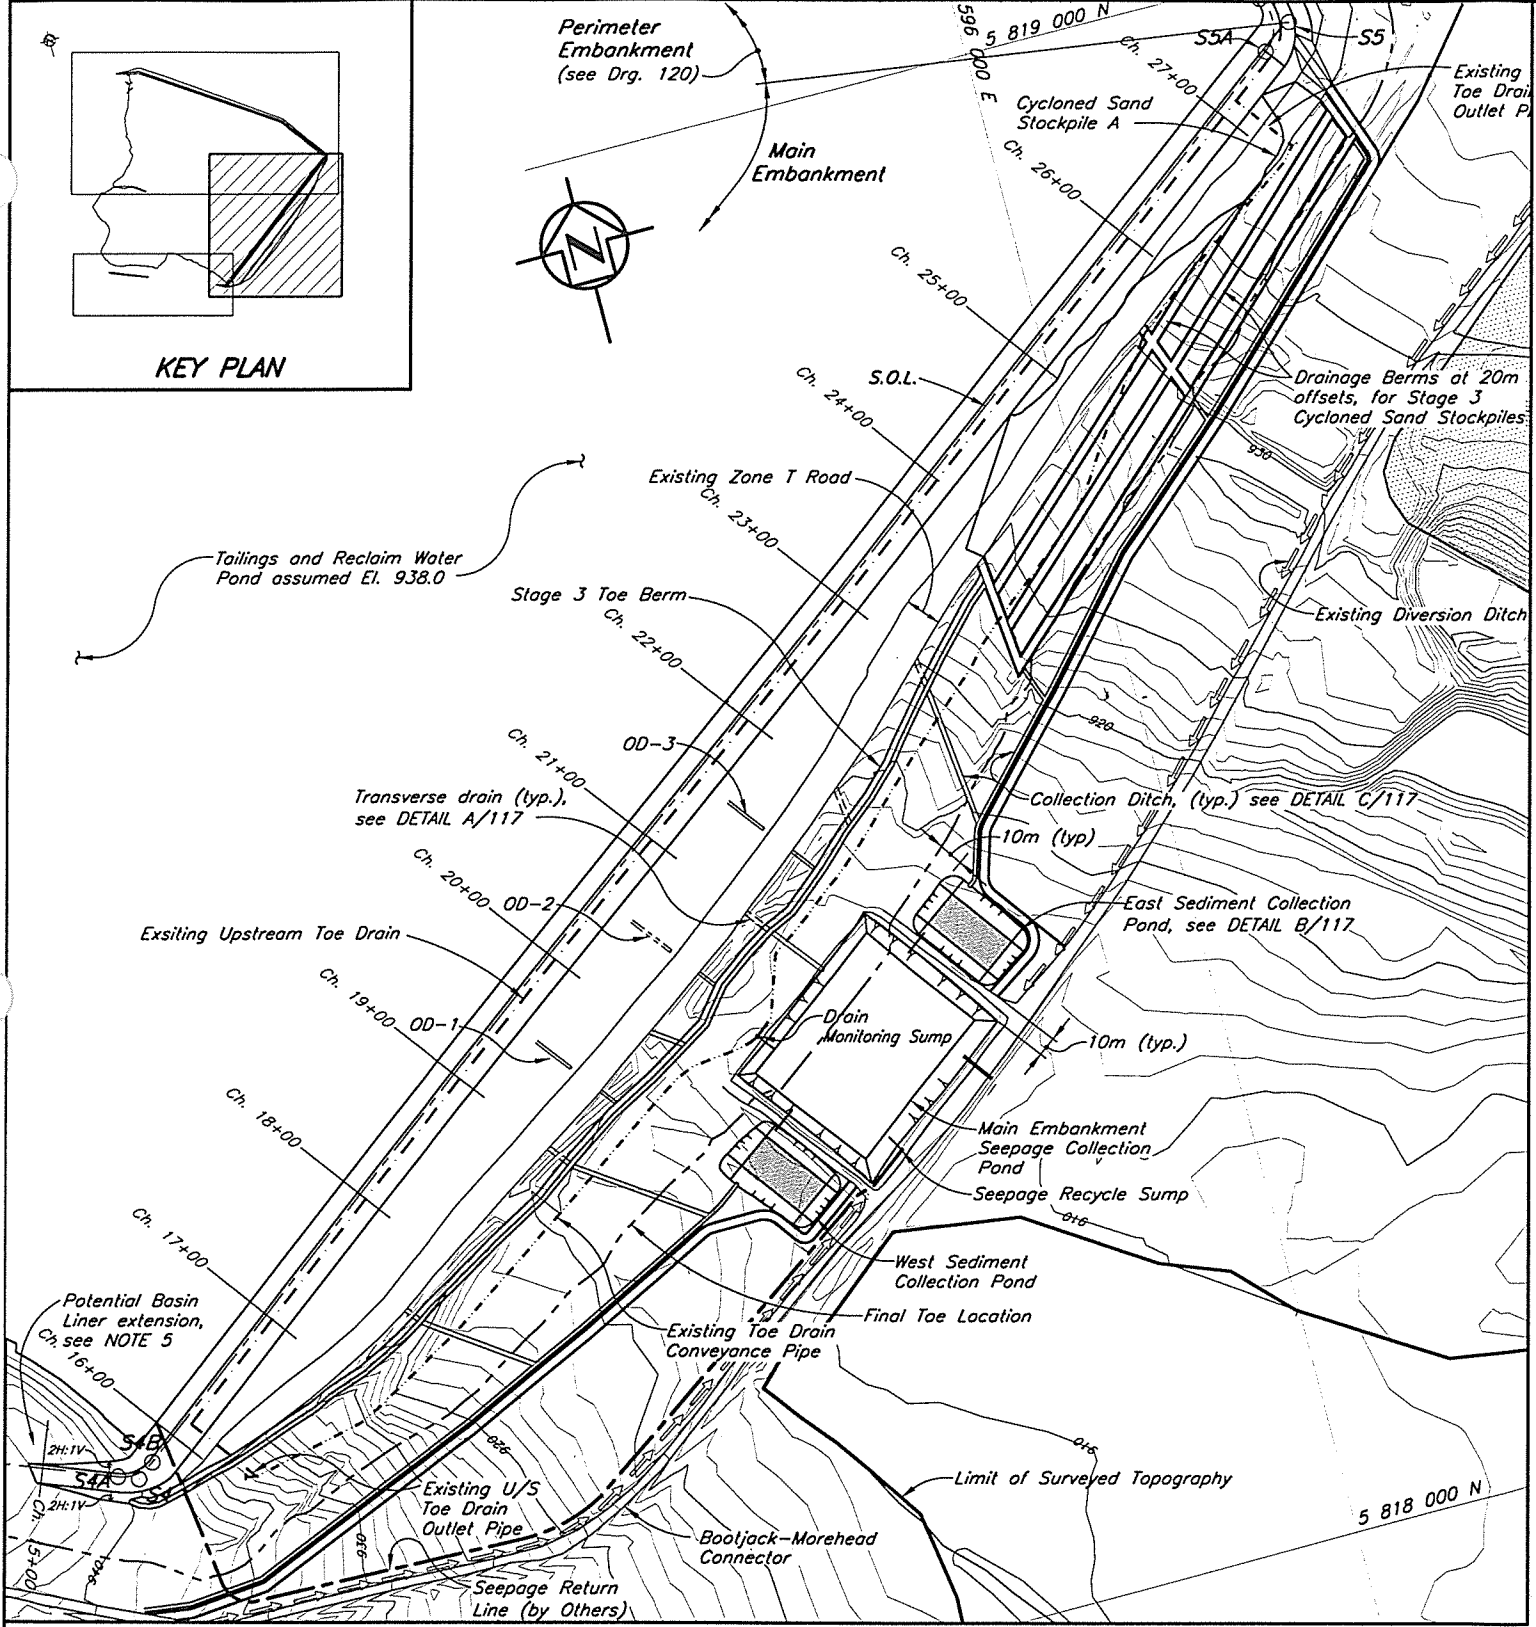 KEY PLAN
Perimeter
Embankment
(see Drg. 120)
Main
Embankment
596 000 E
5 819 000 N
S5A
S5
Existing
Toe Drai
Outlet P
Cycloned Sand
Stockpile A
Ch. 27+00
Ch. 26+00
Ch. 25+00
Ch. 24+00
Ch. 23+00
Ch. 22+00
Ch. 21+00
Ch. 20+00
Ch. 19+00
Ch. 18+00
Ch. 17+00
Ch. 16+00
N
S.O.L.
Drainage Berms at 20m
offsets, for Stage 3
Cycloned Sand Stockpiles
930
Existing Zone T Road
Tailings and Reclaim Water
Pond assumed El. 938.0
Stage 3 Toe Berm
Existing Diversion Ditch
920
OD-3
Transverse drain (typ.),
see DETAIL A/117
Collection Ditch, (typ.) see DETAIL C/117
10m (typ)
OD-2
East Sediment Collection
Pond, see DETAIL B/117
Exsiting Upstream Toe Drain
OD-1
Drain
Monitoring Sump
10m (typ.)
Main Embankment
Seepage Collection
Pond
Seepage Recycle Sump
910
West Sediment
Collection Pond
Final Toe Location
Potential Basin
Liner extension,
see NOTE 5
Existing Toe Drain
Conveyance Pipe
2H:1V
S4B
S4A
S4
2H:1V
920
910
Existing U/S
Toe Drain
Outlet Pipe
Limit of Surveyed Topography
5 818 000 N
930
Bootjack-Morehead
Connector
Seepage Return
Line (by Others)
Ch. 15+00